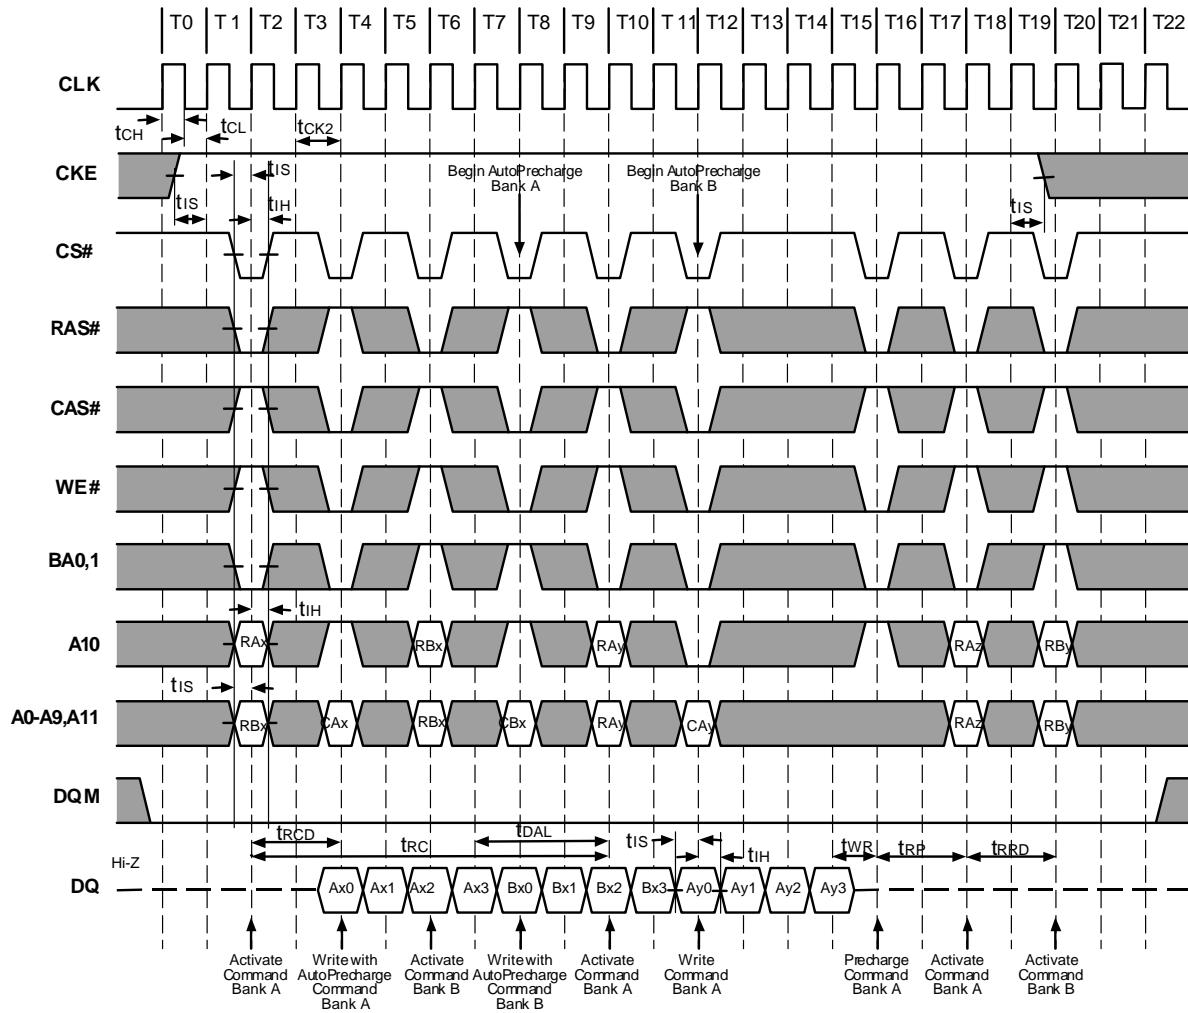 T0 T1 T2 T3 T4 T5 T6 T7 T8 T9 T10 T11 T12 T13 T14 T15 T16 T17 T18 T19 T20 T21 T22
CLK
tCH tCL tCK2
CKE
tIS
Begin AutoPrecharge
Bank A
Begin AutoPrecharge
Bank B
tIS tIH tIS
CS#
RAS#
CAS#
WE#
BA0,1
tIH
A10
RAx RBx RAy RAz RBy
tIS
A0-A9,A11
RBx CAx RBx CBx RAy CAy RAz RBy
DQM
tRCD tDAL tIS tWR tRP tRRD
tRC tIH
Hi-Z
DQ
Ax0 Ax1 Ax2 Ax3 Bx0 Bx1 Bx2 Bx3 Ay0 Ay1 Ay2 Ay3
Activate
Command
Bank A
Write with
AutoPrecharge
Command
Bank A
Activate
Command
Bank B
Write with
AutoPrecharge
Command
Bank B
Activate
Command
Bank A
Write
Command
Bank A
Precharge
Command
Bank A
Activate
Command
Bank A
Activate
Command
Bank B